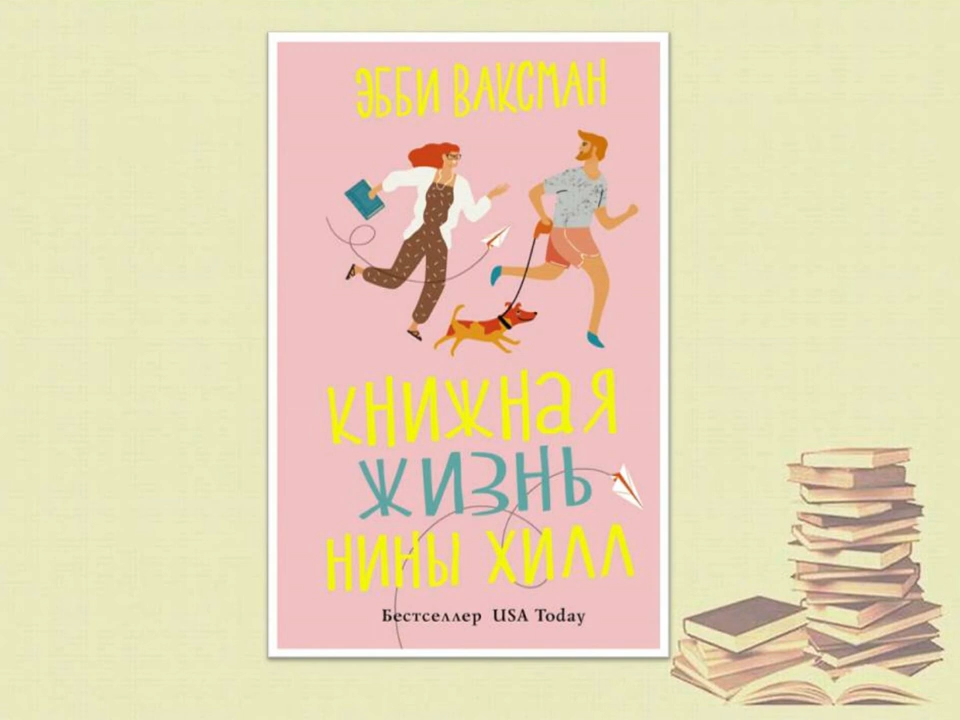 ЭББИ ВАКСМАН
КНИЖНАЯ
ЖИЗНЬ
НИНЫ ХИЛЛ
Бестселлер USA Today